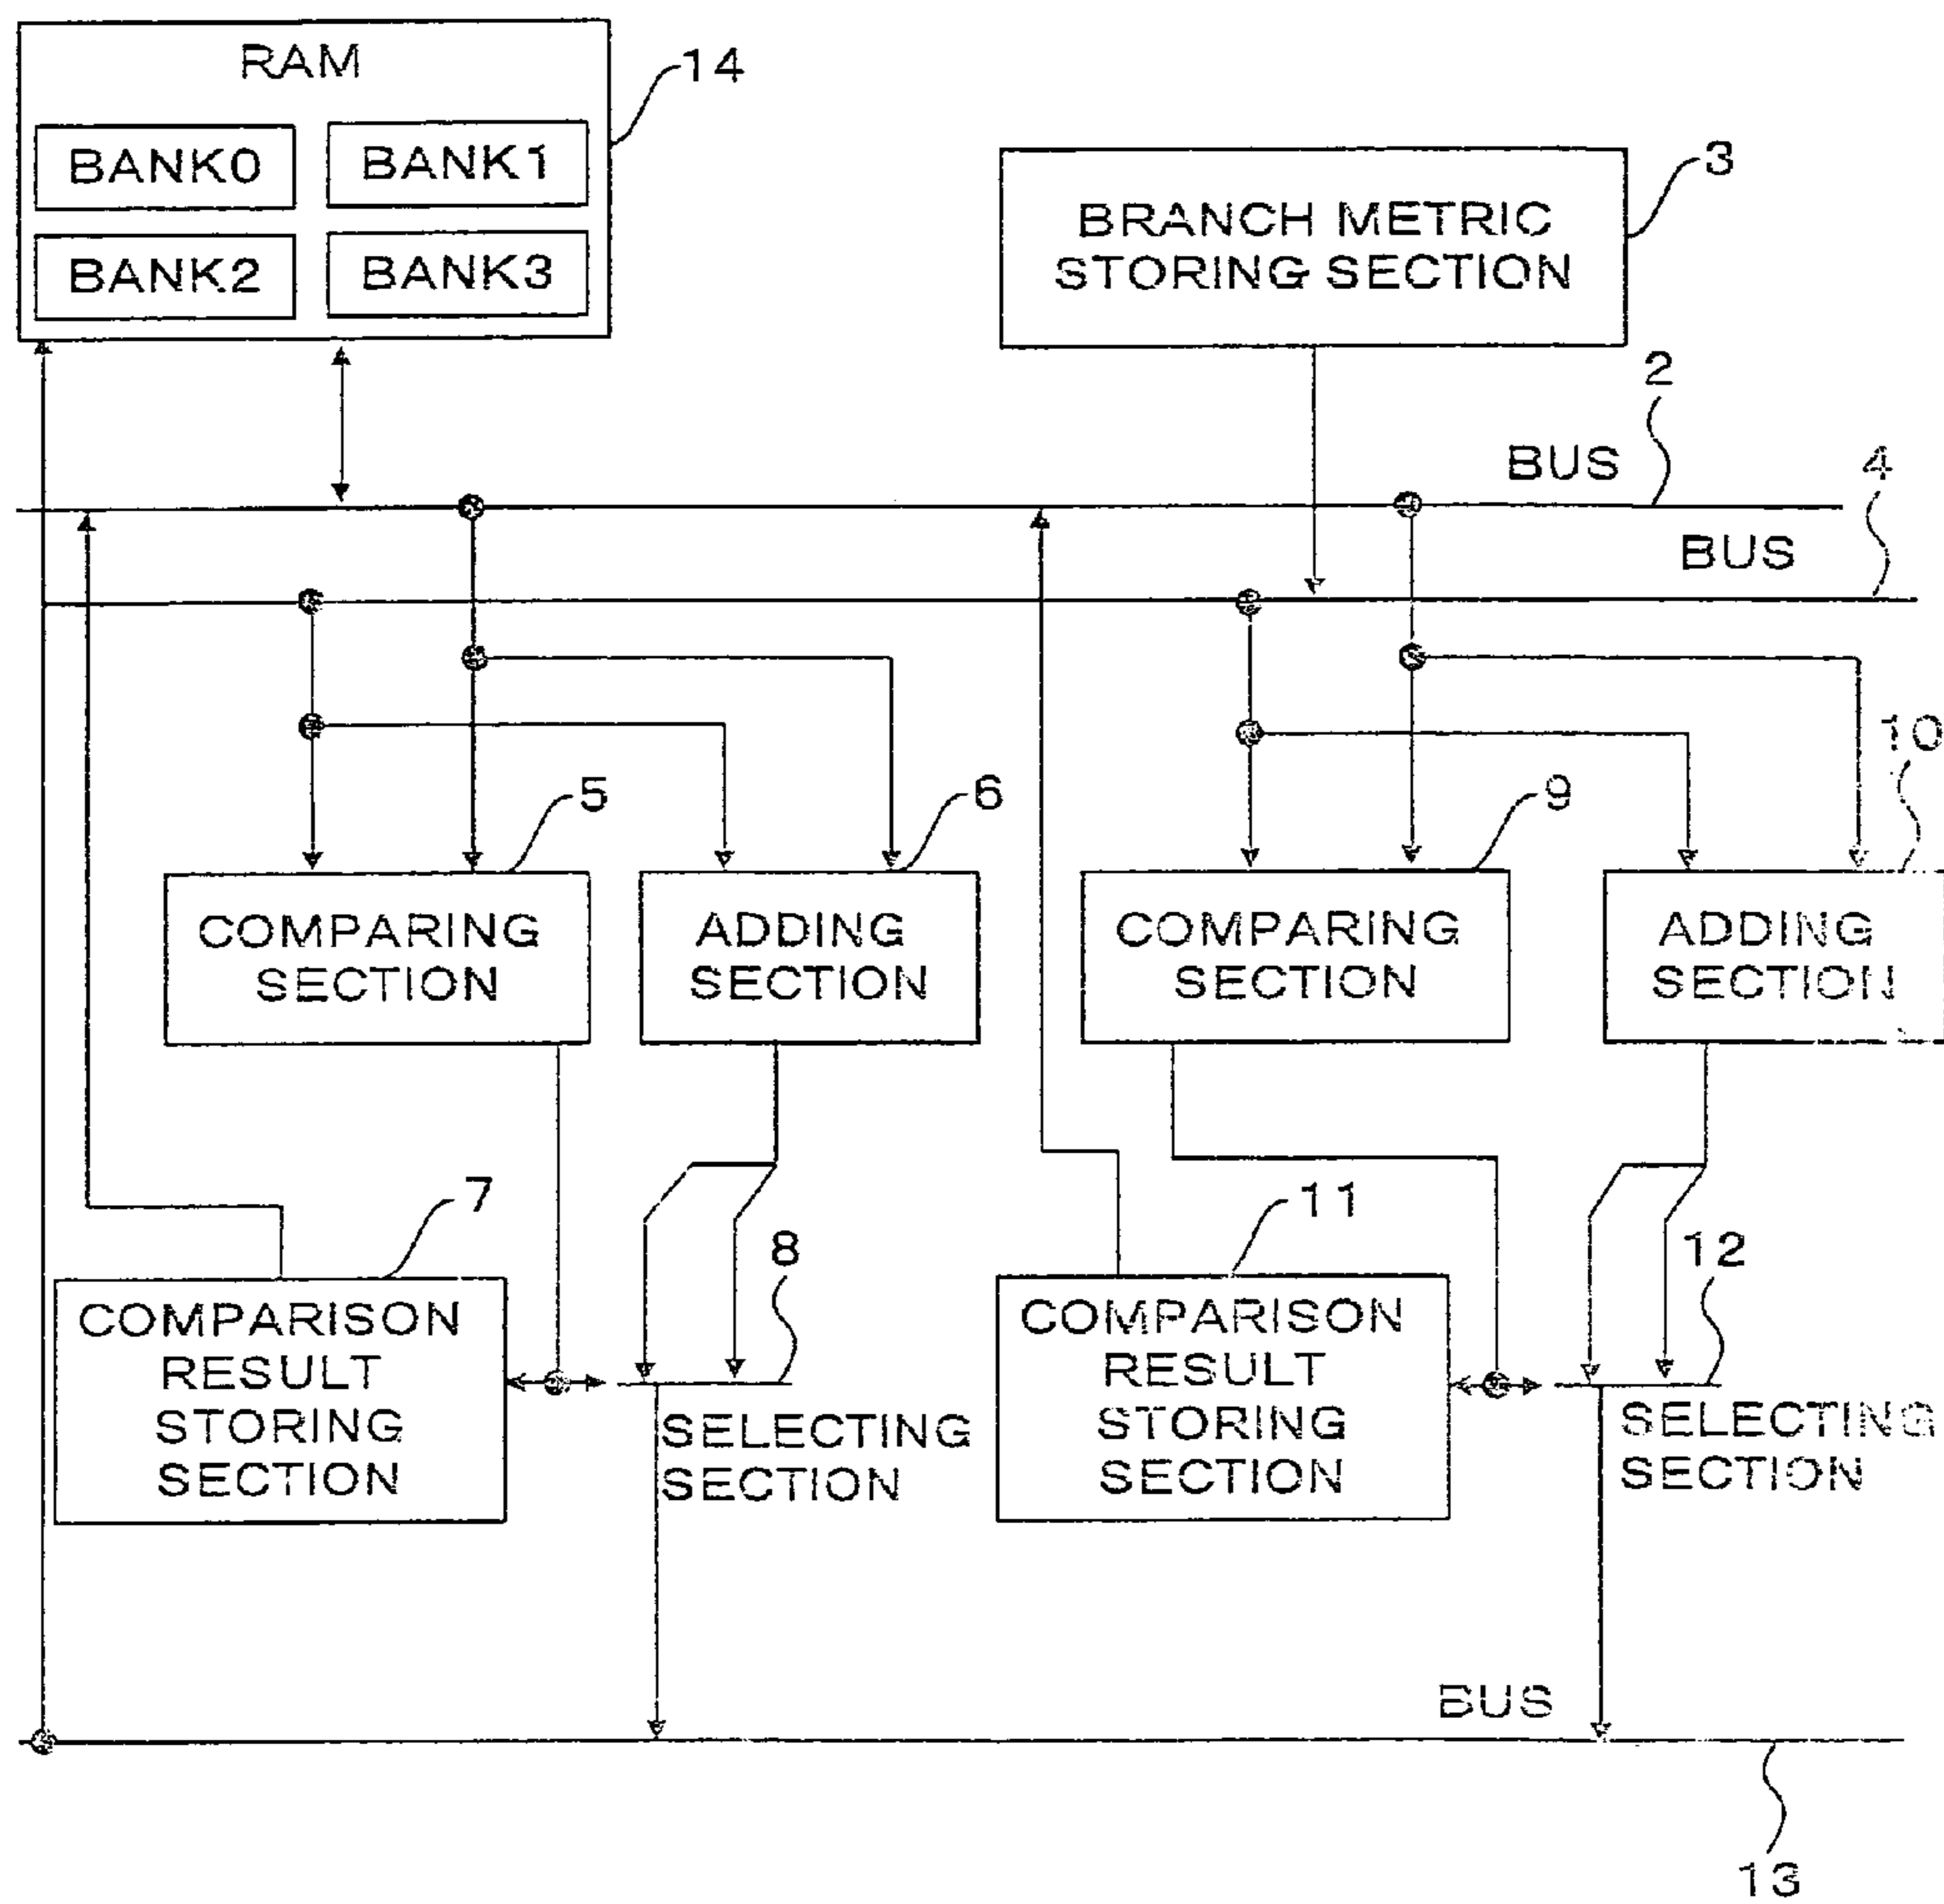 RAM
14
BANK0
BANK1
BANK2
BANK3
BRANCH METRIC
STORING SECTION
3
2
BUS
4
BUS
5
6
9
10
COMPARING
SECTION
ADDING
SECTION
COMPARING
SECTION
ADDING
SECTION
7
8
11
12
COMPARISON
RESULT
STORING
SECTION
SELECTING
SECTION
COMPARISON
RESULT
STORING
SECTION
SELECTING
SECTION
BUS
13